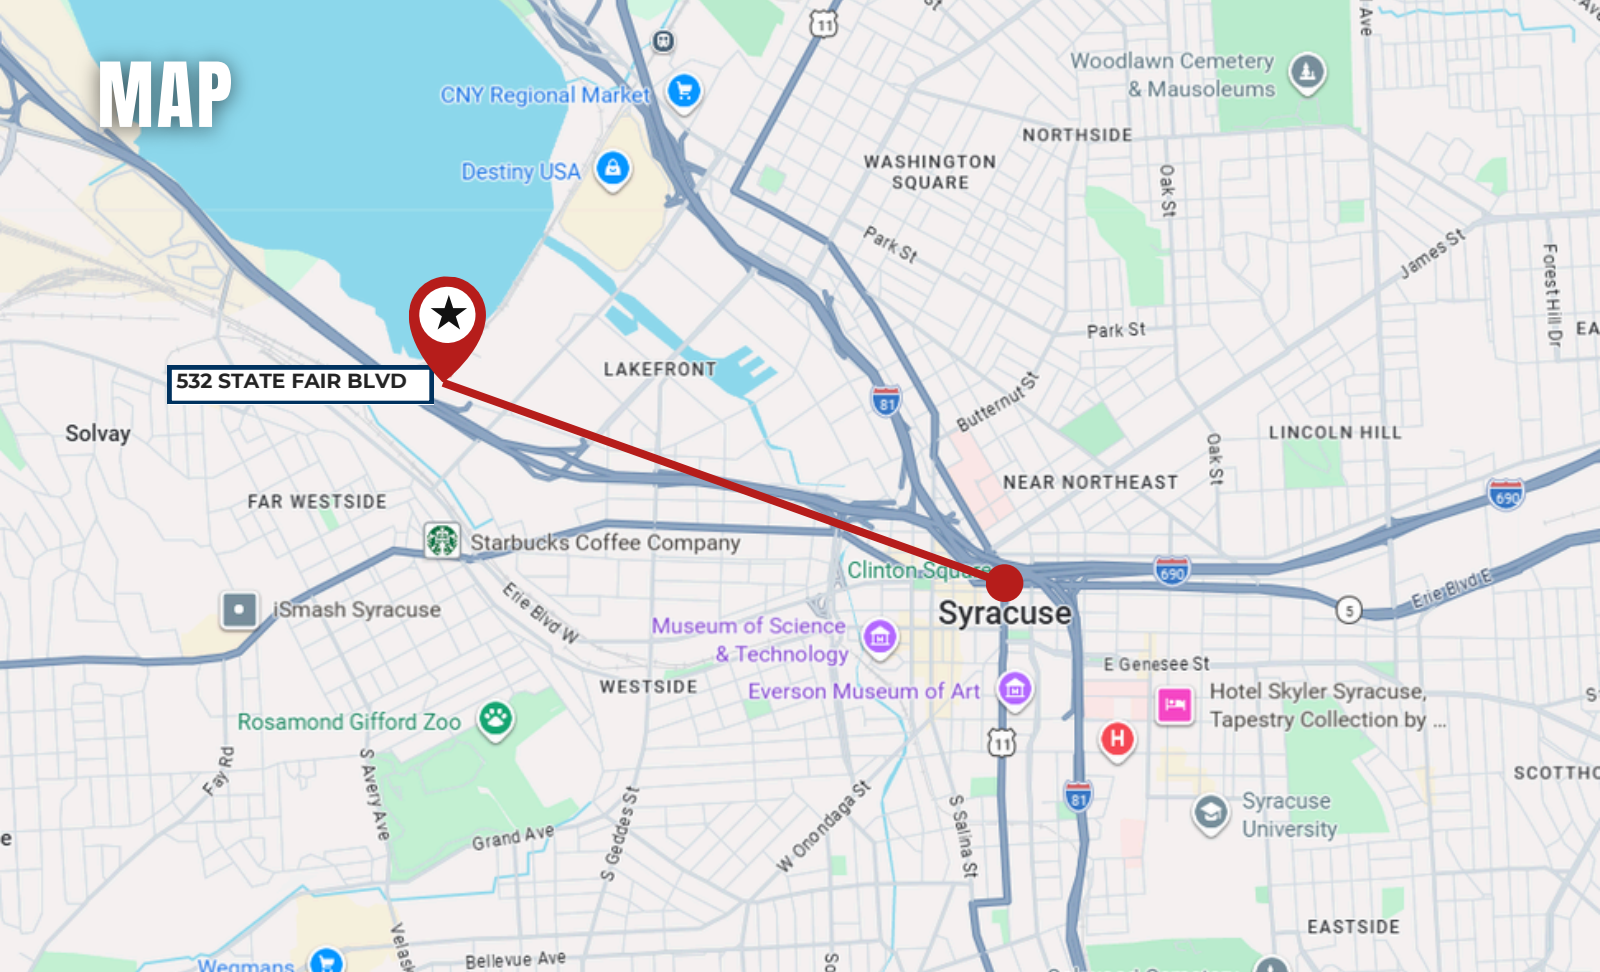 MAP
11
Ave
Woodlawn Cemetery
& Mausoleums
CNY Regional Market
NORTHSIDE
WASHINGTON
SQUARE
Destiny USA
Oak St
Park St
James St
Forest Hill Dr
Park St
EA
LAKEFRONT
532 STATE FAIR BLVD
81
Butternut St
Solvay
LINCOLN HILL
Oak St
NEAR NORTHEAST
690
FAR WESTSIDE
Starbucks Coffee Company
Clinton Square
690
Erie Blvd E
5
iSmash Syracuse
Erie Blvd W
Syracuse
Museum of Science
& Technology
E Genesee St
WESTSIDE
Everson Museum of Art
Hotel Skyler Syracuse,
Tapestry Collection by ...
Rosamond Gifford Zoo
11
H
Fay Rd
S Avery Ave
SCOTTHO
81
S Geddes St
W Onondaga St
S Salina St
Syracuse
University
Grand Ave
EASTSIDE
Velask
Bellevue Ave
Wegmans
So